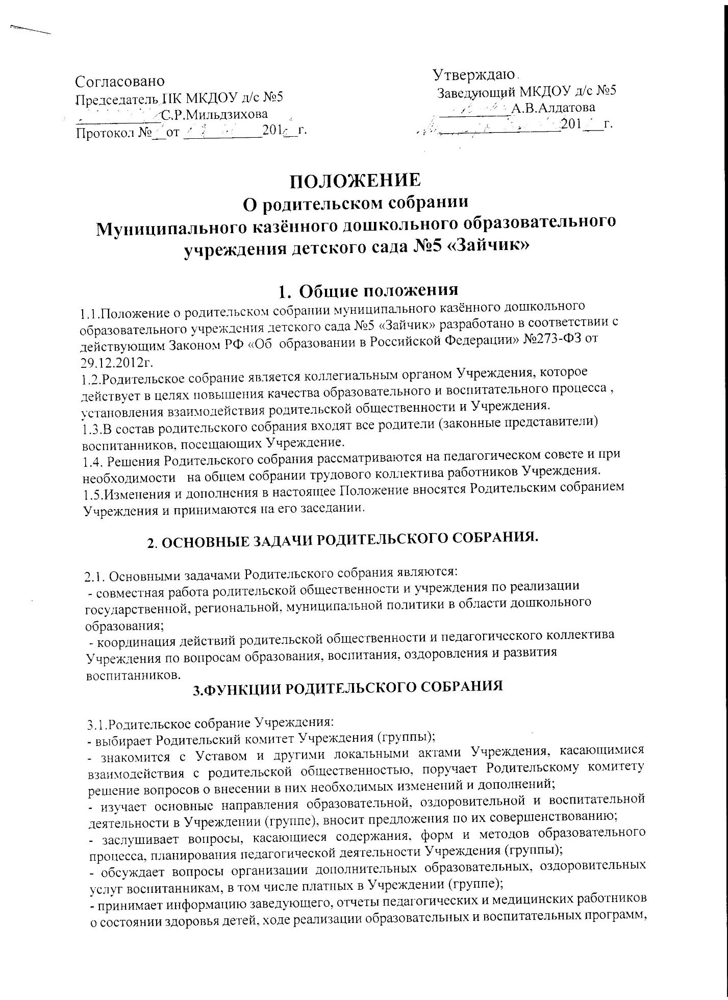 Согласовано
Председатель ПК МКДОУ д/с №5
____________С.Р.Мильдзихова
Протокол №__от ___________201__г.
Утверждаю.
Заведующий МКДОУ д/с №5
__________А.В.Алдатова
_________________201___г.
ПОЛОЖЕНИЕ
О родительском собрании
Муниципального казённого дошкольного образовательного
учреждения детского сада №5 «Зайчик»
1. Общие положения
1.1.Положение о родительском собрании муниципального казённого дошкольного
образовательного учреждения детского сада №5 «Зайчик» разработано в соответствии с
действующим Законом РФ «Об  образовании в Российской Федерации» №273-ФЗ от
29.12.2012г.
1.2.Родительское собрание является коллегиальным органом Учреждения, которое
действует в целях повышения качества образовательного и воспитательного процесса ,
установления взаимодействия родительской общественности и Учреждения.
1.3.В состав родительского собрания входят все родители (законные представители)
воспитанников, посещающих Учреждение.
1.4. Решения Родительского собрания рассматриваются на педагогическом совете и при
необходимости   на общем собрании трудового коллектива работников Учреждения.
1.5.Изменения и дополнения в настоящее Положение вносятся Родительским собранием
Учреждения и принимаются на его заседании.
2. ОСНОВНЫЕ ЗАДАЧИ РОДИТЕЛЬСКОГО СОБРАНИЯ.
2.1. Основными задачами Родительского собрания являются:
- совместная работа родительской общественности и учреждения по реализации
государственной, региональной, муниципальной политики в области дошкольного
образования;
- координация действий родительской общественности и педагогического коллектива
Учреждения по вопросам образования, воспитания, оздоровления и развития
воспитанников.
3.ФУНКЦИИ РОДИТЕЛЬСКОГО СОБРАНИЯ
3.1.Родительское собрание Учреждения:
- выбирает Родительский комитет Учреждения (группы);
- знакомится с Уставом и другими локальными актами Учреждения, касающимися
взаимодействия с родительской общественностью, поручает Родительскому комитету
решение вопросов о внесении в них необходимых изменений и дополнений;
- изучает основные направления образовательной, оздоровительной и воспитательной
деятельности в Учреждении (группе), вносит предложения по их совершенствованию;
- заслушивает вопросы, касающиеся содержания, форм и методов образовательного
процесса, планирования педагогической деятельности Учреждения (группы);
- обсуждает вопросы организации дополнительных образовательных, оздоровительных
услуг воспитанникам, в том числе платных в Учреждении (группе);
- принимает информацию заведующего, отчеты педагогических и медицинских работников
о состоянии здоровья детей, ходе реализации образовательных и воспитательных программ,